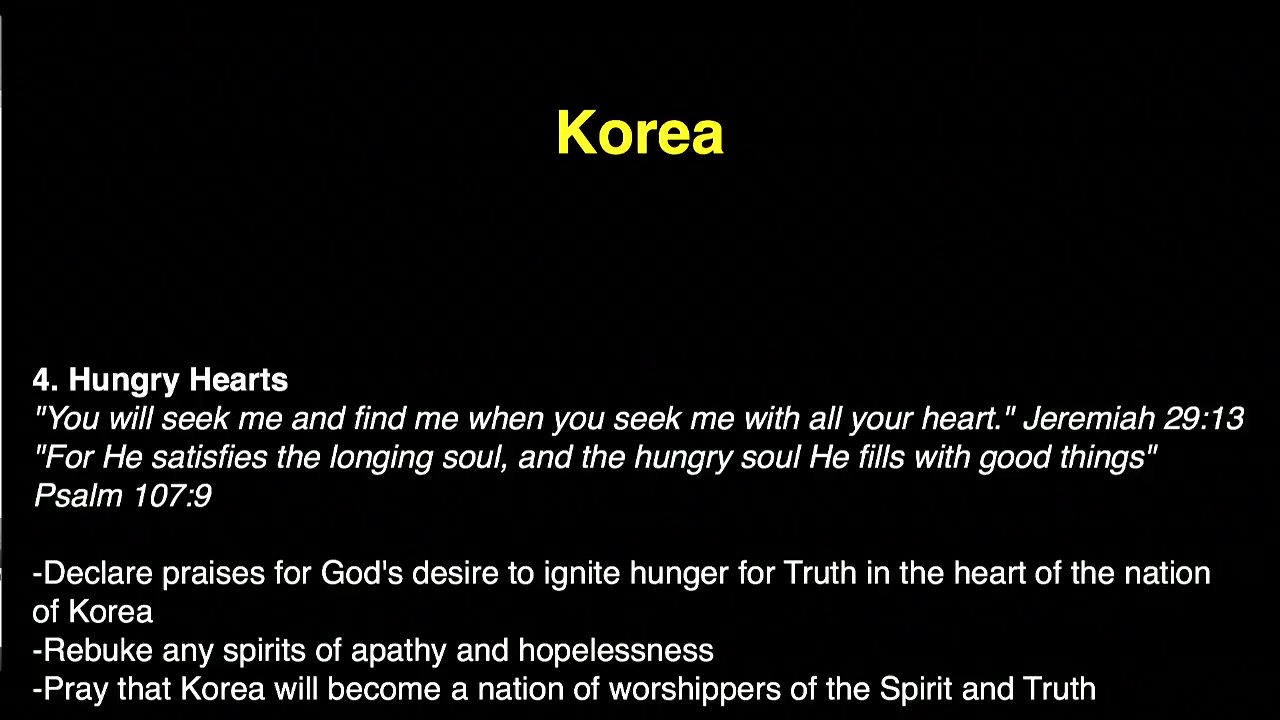 Korea
4. Hungry Hearts
"You will seek me and find me when you seek me with all your heart." Jeremiah 29:13
"For He satisfies the longing soul, and the hungry soul He fills with good things"
Psalm 107:9
-Declare praises for God's desire to ignite hunger for Truth in the heart of the nation
of Korea
-Rebuke any spirits of apathy and hopelessness
-Pray that Korea will become a nation of worshippers of the Spirit and Truth